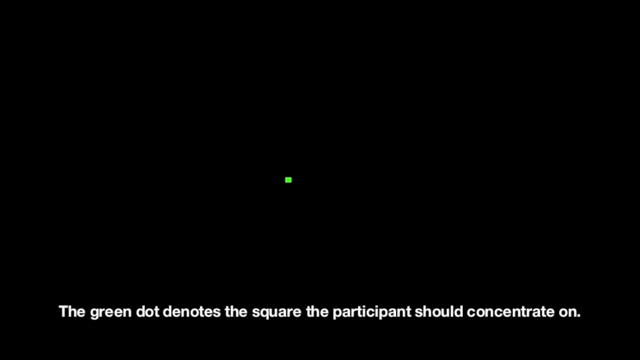 The green dot denotes the square the participant should concentrate on.